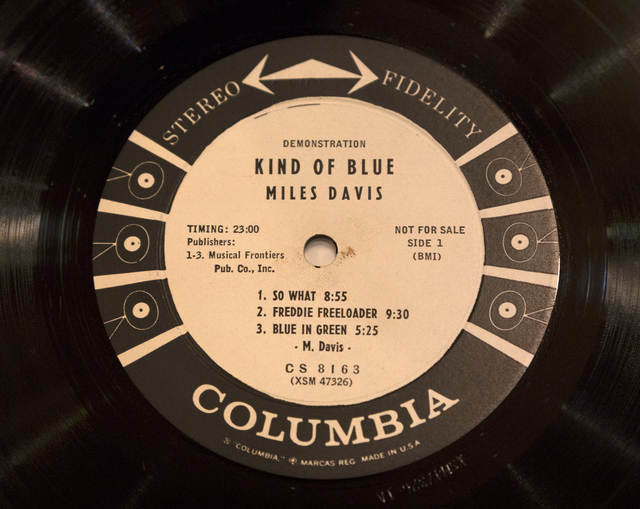 STEREO FIDELITY
DEMONSTRATION
KIND OF BLUE
MILES DAVIS
TIMING: 23:00
Publishers:
1-3. Musical Frontiers
Pub. Co., Inc.
NOT FOR SALE
SIDE 1
(BMI)
1. SO WHAT 8:55
2. FREDDIE FREELOADER 9:30
3. BLUE IN GREEN 5:25
- M. Davis -
CS 8163
(XSM 47326)
COLUMBIA
"COLUMBIA," MARCAS REG. MADE IN U.S.A